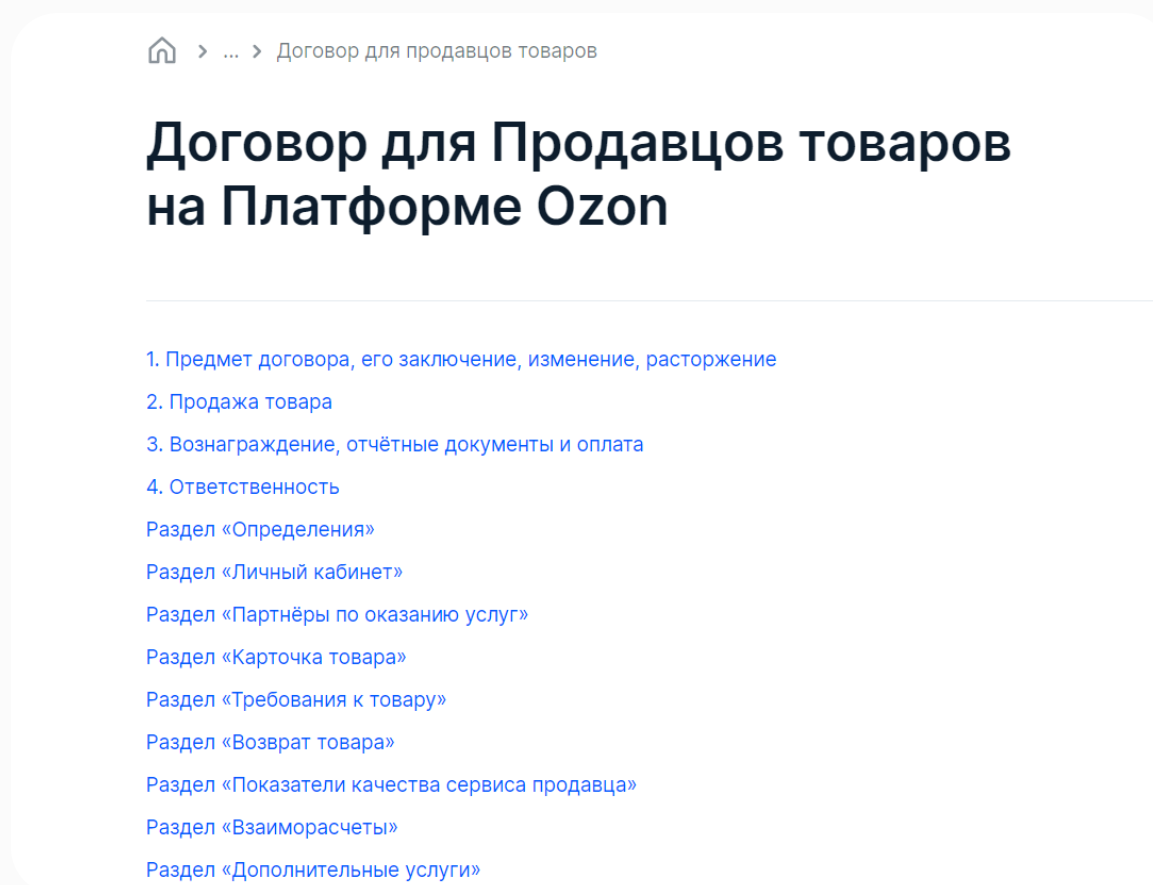 ... Договор для продавцов товаров
Договор для Продавцов товаров
на Платформе Ozon
1. Предмет договора, его заключение, изменение, расторжение
2. Продажа товара
3. Вознаграждение, отчётные документы и оплата
4. Ответственность
Раздел «Определения»
Раздел «Личный кабинет»
Раздел «Партнёры по оказанию услуг»
Раздел «Карточка товара»
Раздел «Требования к товару»
Раздел «Возврат товара»
Раздел «Показатели качества сервиса продавца»
Раздел «Взаиморасчеты»
Раздел «Дополнительные услуги»